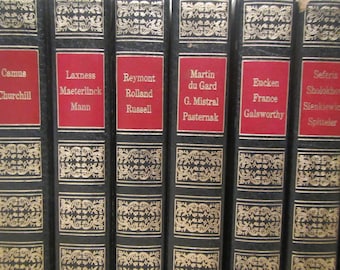 Camus
Churchill
Laxness
Maeterlinck
Mann
Reymont
Rolland
Russell
Martin
du Gard
G. Mistral
Pasternak
Eucken
France
Galsworthy
Seferis
Sholokhov
Sienkiewicz
Spitteler